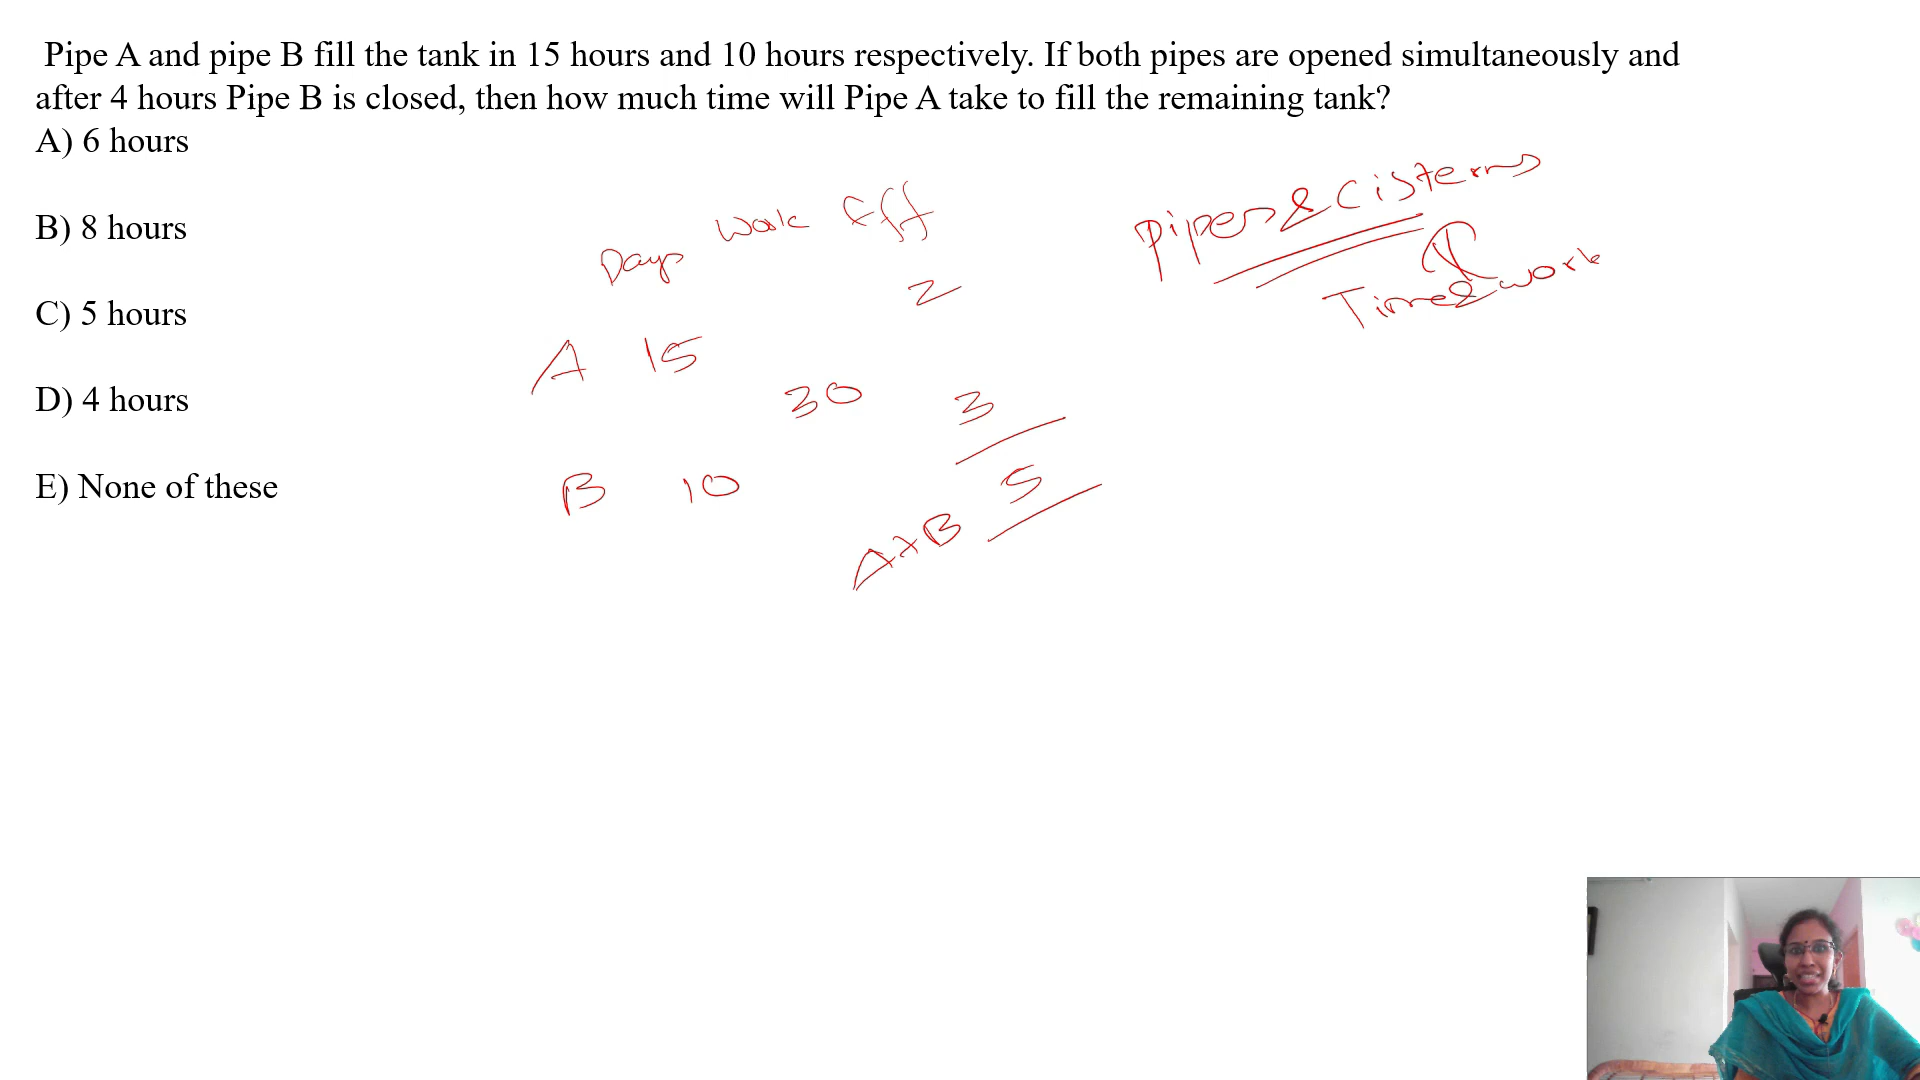 Pipe A and pipe B fill the tank in 15 hours and 10 hours respectively. If both pipes are opened simultaneously and
after 4 hours Pipe B is closed, then how much time will Pipe A take to fill the remaining tank?
A) 6 hours
B) 8 hours
C) 5 hours
D) 4 hours
E) None of these
Days Work Eff
2
A 15
30 3
B 10
A+B 5
Pipes & Cisterns
Time & work